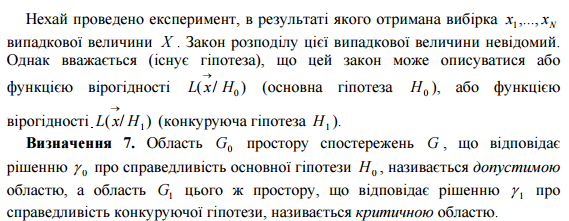 Нехай проведено експеримент, в результаті якого отримана вибірка x₁,...,x_N
випадкової величини X . Закон розподілу цієї випадкової величини невідомий.
Однак вважається (існує гіпотеза), що цей закон може описуватися або
функцією вірогідності L(x⃗/ H₀) (основна гіпотеза H₀), або функцією
вірогідності L(x⃗/ H₁) (конкуруюча гіпотеза H₁).
Визначення 7. Область G₀ простору спостережень G , що відповідає
рішенню γ₀ про справедливість основної гіпотези H₀, називається допустимою
областю, а область G₁ цього ж простору, що відповідає рішенню γ₁ про
справедливість конкуруючої гіпотези, називається критичною областю.